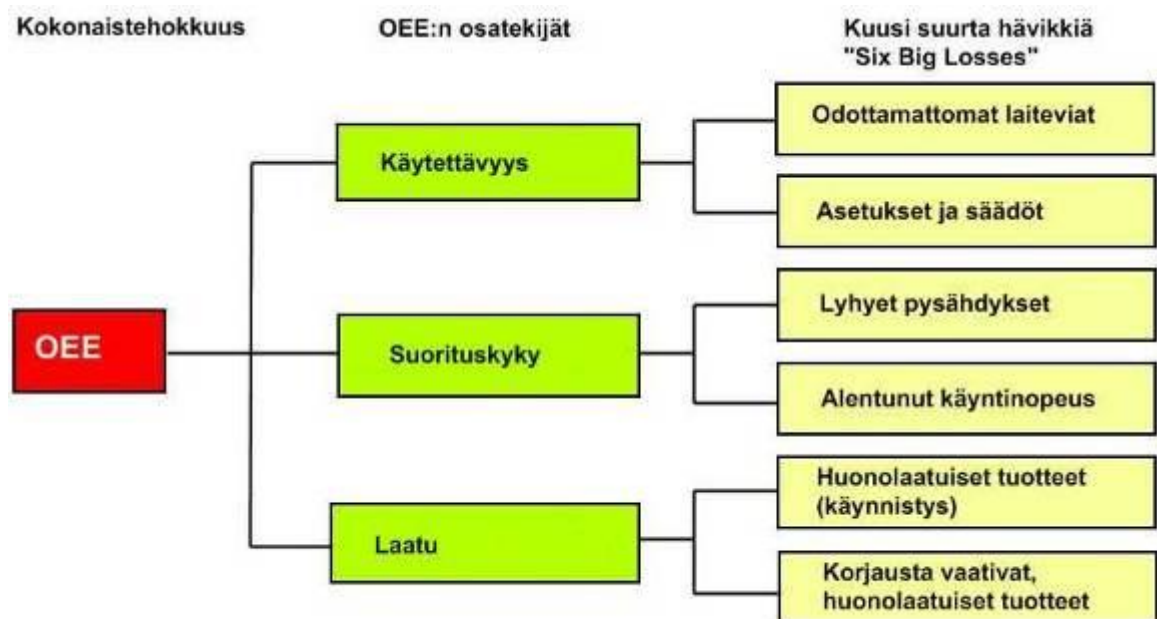 Kokonaistehokkuus
OEE:n osatekijät
Kuusi suurta hävikkiä
"Six Big Losses"
OEE
Käytettävyys
Odottamattomat laiteviat
Asetukset ja säädöt
Suorituskyky
Lyhyet pysähdykset
Alentunut käyntinopeus
Laatu
Huonolaatuiset tuotteet
(käynnistys)
Korjausta vaativat,
huonolaatuiset tuotteet